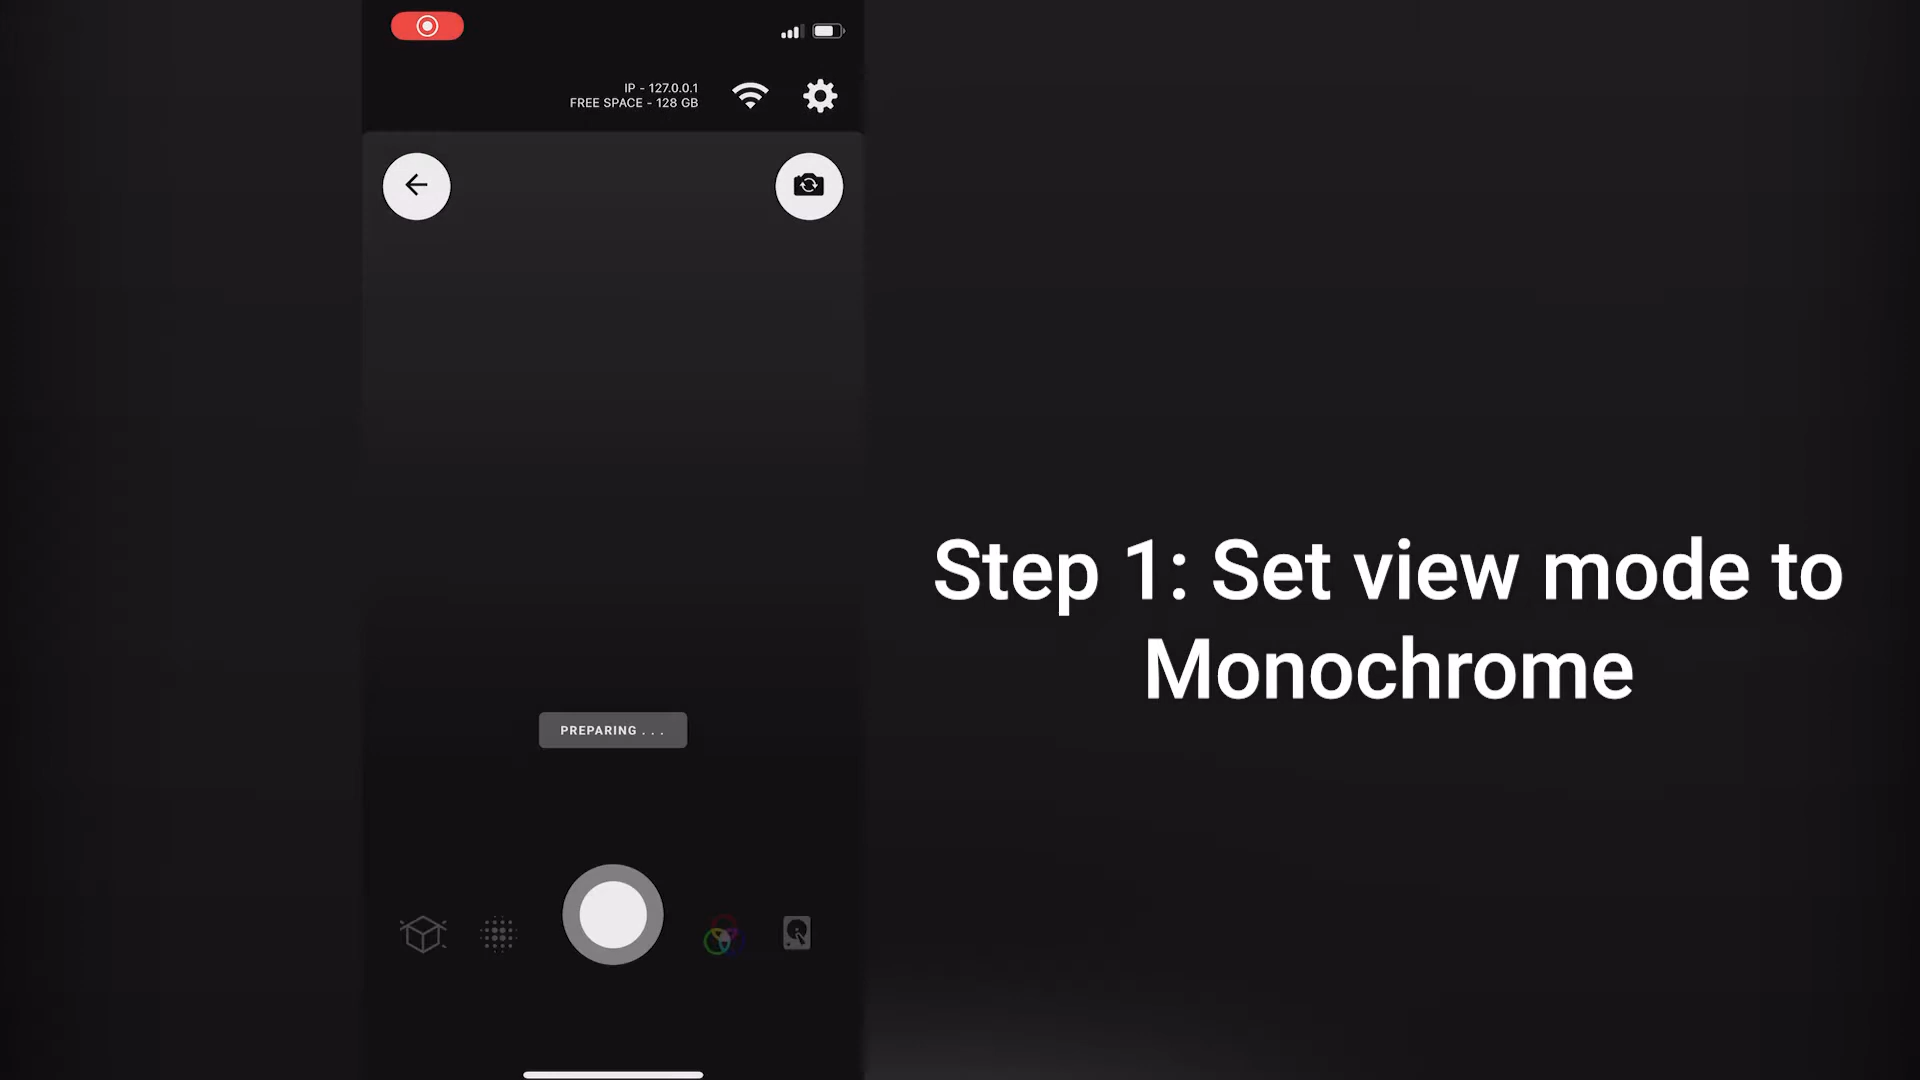 IP - 127.0.0.1
FREE SPACE - 128 GB
Step 1: Set view mode to
Monochrome
PREPARING . . .